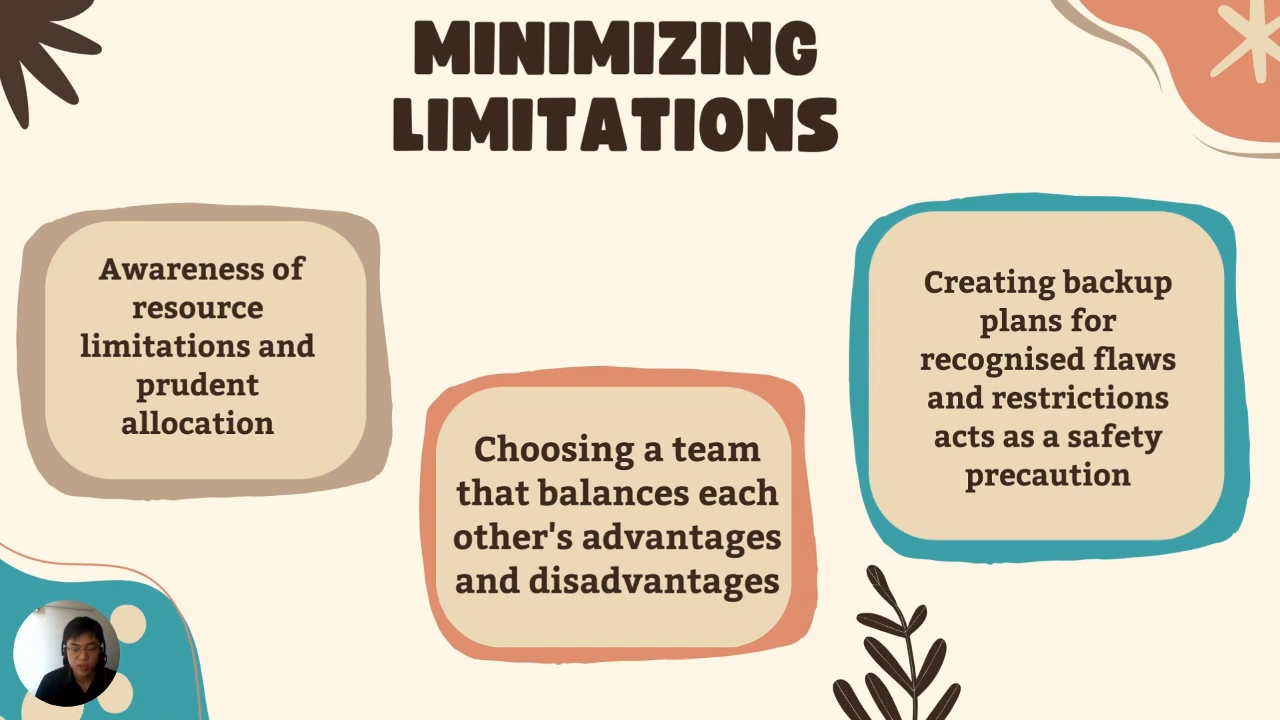 MINIMIZING
LIMITATIONS
Awareness of
resource
limitations and
prudent
allocation
Choosing a team
that balances each
other's advantages
and disadvantages
Creating backup
plans for
recognised flaws
and restrictions
acts as a safety
precaution